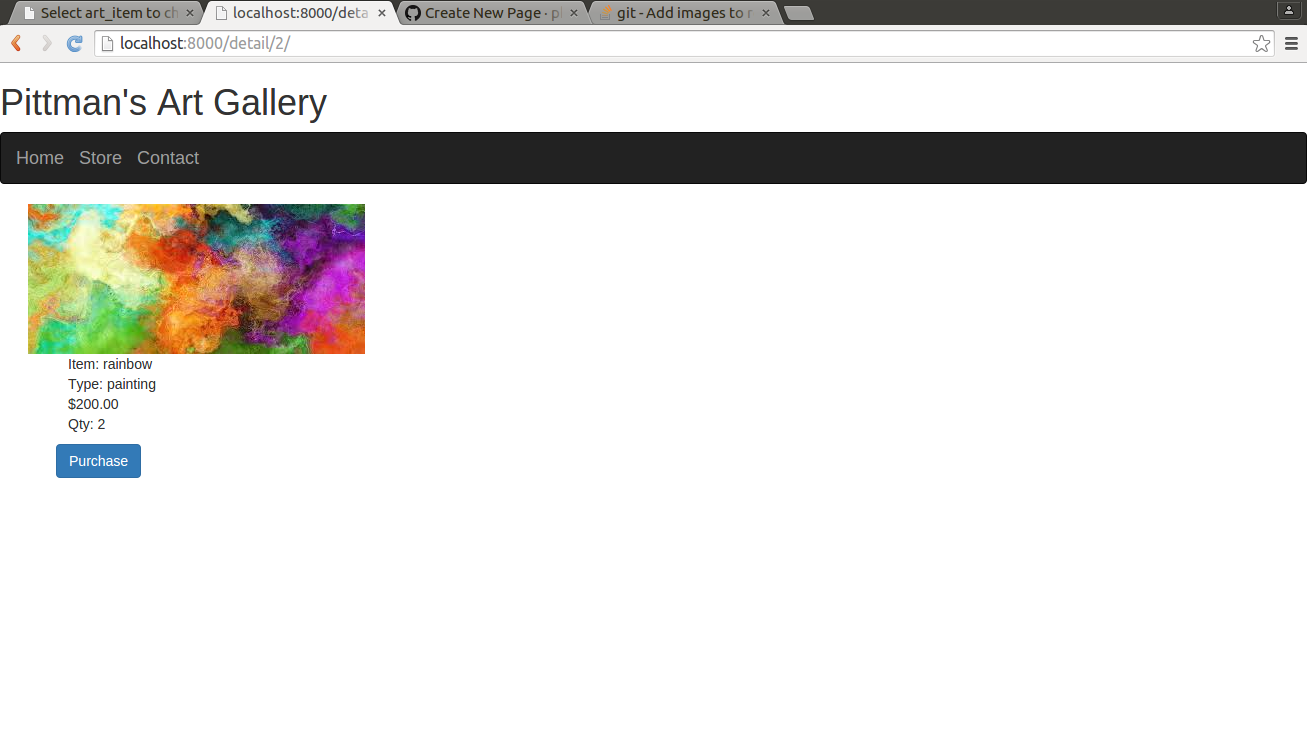 Select art_item to ch
localhost:8000/deta
Create New Page · pl
git - Add images to r
localhost:8000/detail/2/
Pittman's Art Gallery
Home Store Contact
Item: rainbow
Type: painting
$200.00
Qty: 2
Purchase